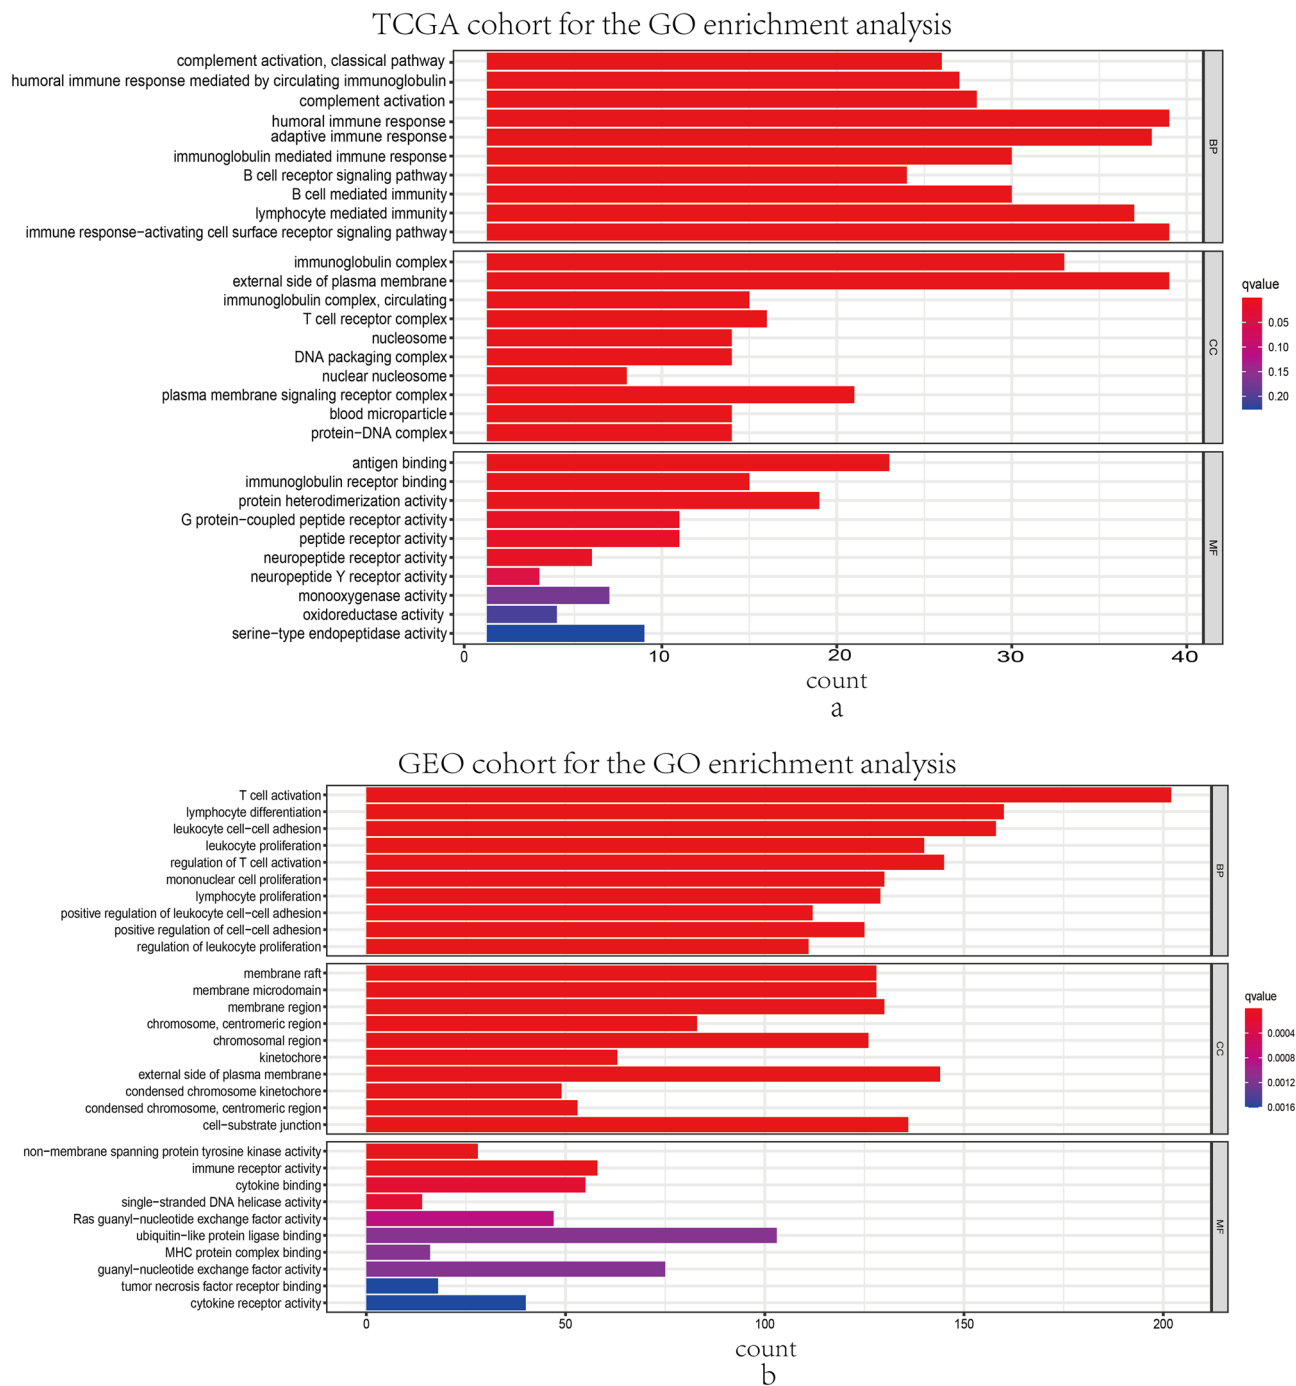 TCGA cohort for the GO enrichment analysis
complement activation, classical pathway
humoral immune response mediated by circulating immunoglobulin
complement activation
humoral immune response
adaptive immune response
immunoglobulin mediated immune response
B cell receptor signaling pathway
B cell mediated immunity
lymphocyte mediated immunity
immune response−activating cell surface receptor signaling pathway
BP
immunoglobulin complex
external side of plasma membrane
immunoglobulin complex, circulating
T cell receptor complex
nucleosome
DNA packaging complex
nuclear nucleosome
plasma membrane signaling receptor complex
blood microparticle
protein−DNA complex
CC
antigen binding
immunoglobulin receptor binding
protein heterodimerization activity
G protein−coupled peptide receptor activity
peptide receptor activity
neuropeptide receptor activity
neuropeptide Y receptor activity
monooxygenase activity
oxidoreductase activity
serine−type endopeptidase activity
MF
0 10 20 30 40
count
a
qvalue
0.05
0.10
0.15
0.20
GEO cohort for the GO enrichment analysis
T cell activation
lymphocyte differentiation
leukocyte cell−cell adhesion
leukocyte proliferation
regulation of T cell activation
mononuclear cell proliferation
lymphocyte proliferation
positive regulation of leukocyte cell−cell adhesion
positive regulation of cell−cell adhesion
regulation of leukocyte proliferation
BP
membrane raft
membrane microdomain
membrane region
chromosome, centromeric region
chromosomal region
kinetochore
external side of plasma membrane
condensed chromosome kinetochore
condensed chromosome, centromeric region
cell−substrate junction
CC
non−membrane spanning protein tyrosine kinase activity
immune receptor activity
cytokine binding
single−stranded DNA helicase activity
Ras guanyl−nucleotide exchange factor activity
ubiquitin−like protein ligase binding
MHC protein complex binding
guanyl−nucleotide exchange factor activity
tumor necrosis factor receptor binding
cytokine receptor activity
MF
0 50 100 150 200
count
b
qvalue
0.0004
0.0008
0.0012
0.0016